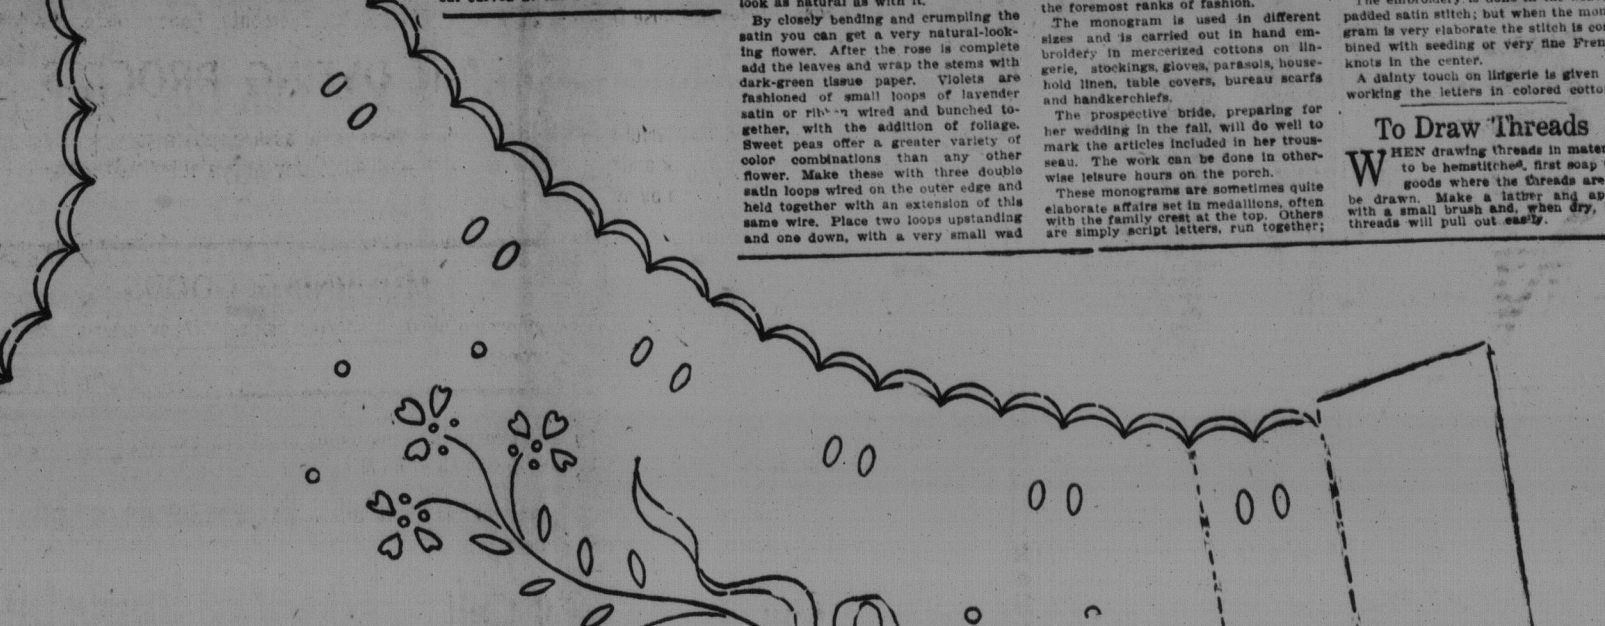 look as natural as with it.
By closely bending and crumpling the
satin you can get a very natural-look-
ing flower. After the rose is complete
add the leaves and wrap the stems with
dark-green tissue paper. Violets are
fashioned of small loops of lavender
satin or wired and bunched to-
gether, with the addition of foliage.
Sweet peas offer a greater variety of
color combinations than any other
flower. Make these with three double
satin loops wired on the outer edge and
held together with an extension of this
same wire. Place two loops upstanding
and one down, with a very small wad
the foremost ranks of fashion.
The monogram is used in different
sizes and is carried out in hand em-
broidery in mercerized cottons on lin-
gerie, stockings, gloves, parasols, house-
hold linen, table covers, bureau scarfs
and handkerchiefs.
The prospective bride, preparing for
her wedding in the fall, will do well to
mark the articles included in her trous-
seau. The work can be done in other-
wise leisure hours on the porch.
These monograms are sometimes quite
elaborate affairs set in medallions, often
with the family crest at the top. Others
are simply script letters, run together;
padded satin stitch; but when the mon
gram is very elaborate the stitch is co
bined with seeding or very fine Fren
knots in the center.
A dainty touch on lingerie is given
working the letters in colored cotto
To Draw Threads
WHEN drawing threads in mater
to be hemstitched, first soap
goods where the threads are
be drawn. Make a lather and ap
with a small brush and, when dry,
threads will pull out easily.